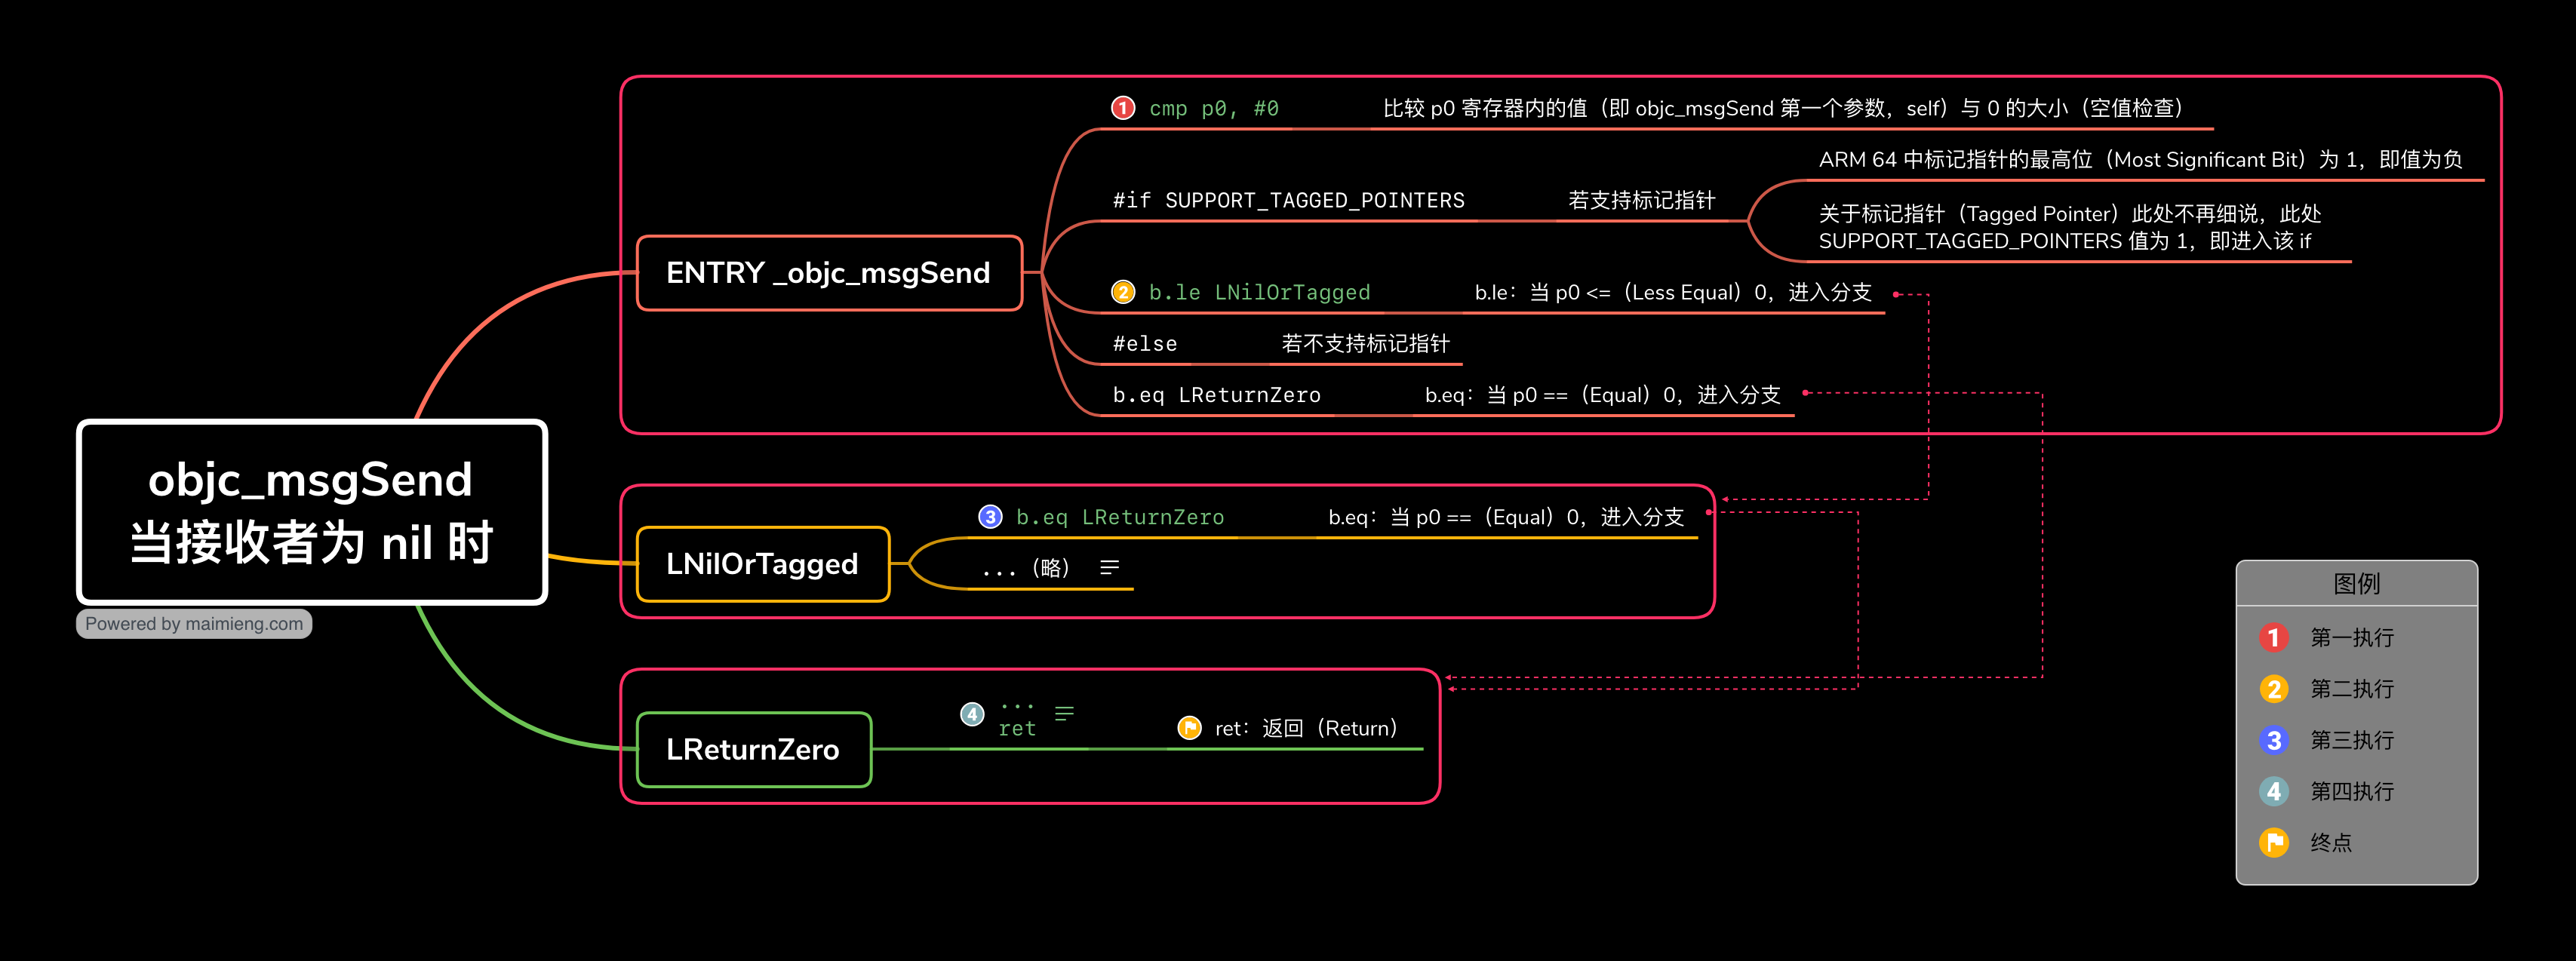 objc_msgSend
当接收者为 nil 时
Powered by maimieng.com
ENTRY _objc_msgSend
1 cmp p0, #0
比较 p0 寄存器内的值（即 objc_msgSend 第一个参数，self）与 0 的大小（空值检查）
#if SUPPORT_TAGGED_POINTERS
若支持标记指针
ARM 64 中标记指针的最高位（Most Significant Bit）为 1，即值为负
关于标记指针（Tagged Pointer）此处不再细说，此处
SUPPORT_TAGGED_POINTERS 值为 1，即进入该 if
2 b.le LNilOrTagged
b.le：当 p0 <=（Less Equal）0，进入分支
#else
若不支持标记指针
b.eq LReturnZero
b.eq：当 p0 ==（Equal）0，进入分支
LNilOrTagged
3 b.eq LReturnZero
b.eq：当 p0 ==（Equal）0，进入分支
...（略）
LReturnZero
4 ...
ret
ret：返回（Return）
图例
1 第一执行
2 第二执行
3 第三执行
4 第四执行
终点